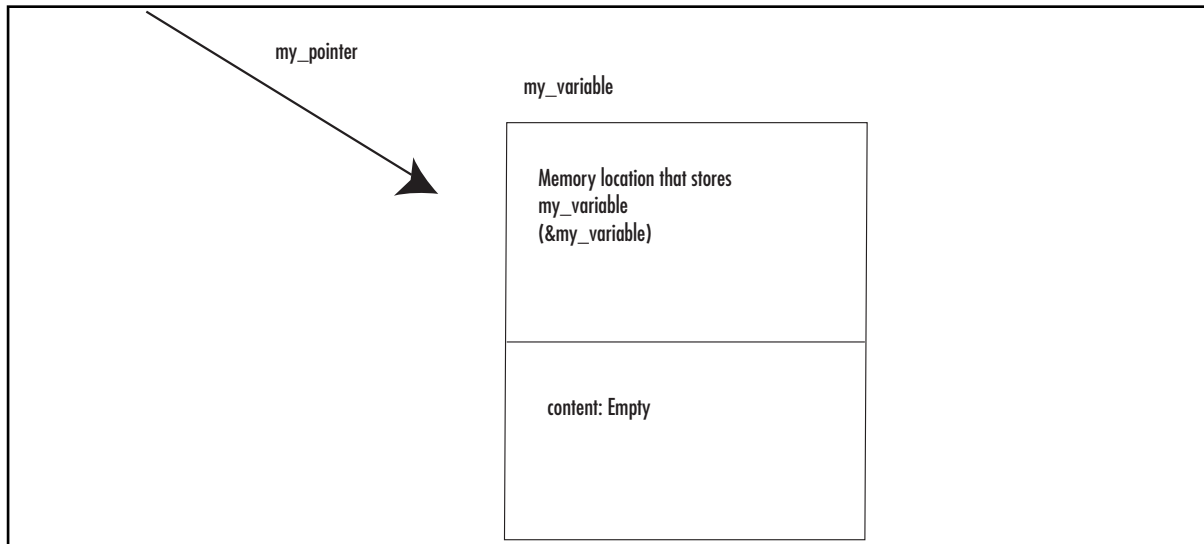 my_pointer
my_variable
Memory location that stores
my_variable
(&my_variable)
content: Empty